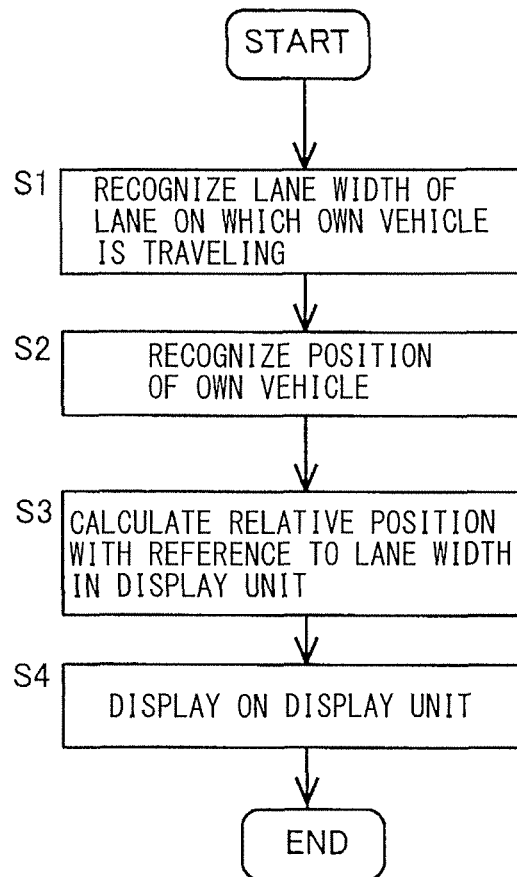 START
S1
RECOGNIZE LANE WIDTH OF
LANE ON WHICH OWN VEHICLE
IS TRAVELING
S2
RECOGNIZE POSITION
OF OWN VEHICLE
S3
CALCULATE RELATIVE POSITION
WITH REFERENCE TO LANE WIDTH
IN DISPLAY UNIT
S4
DISPLAY ON DISPLAY UNIT
END